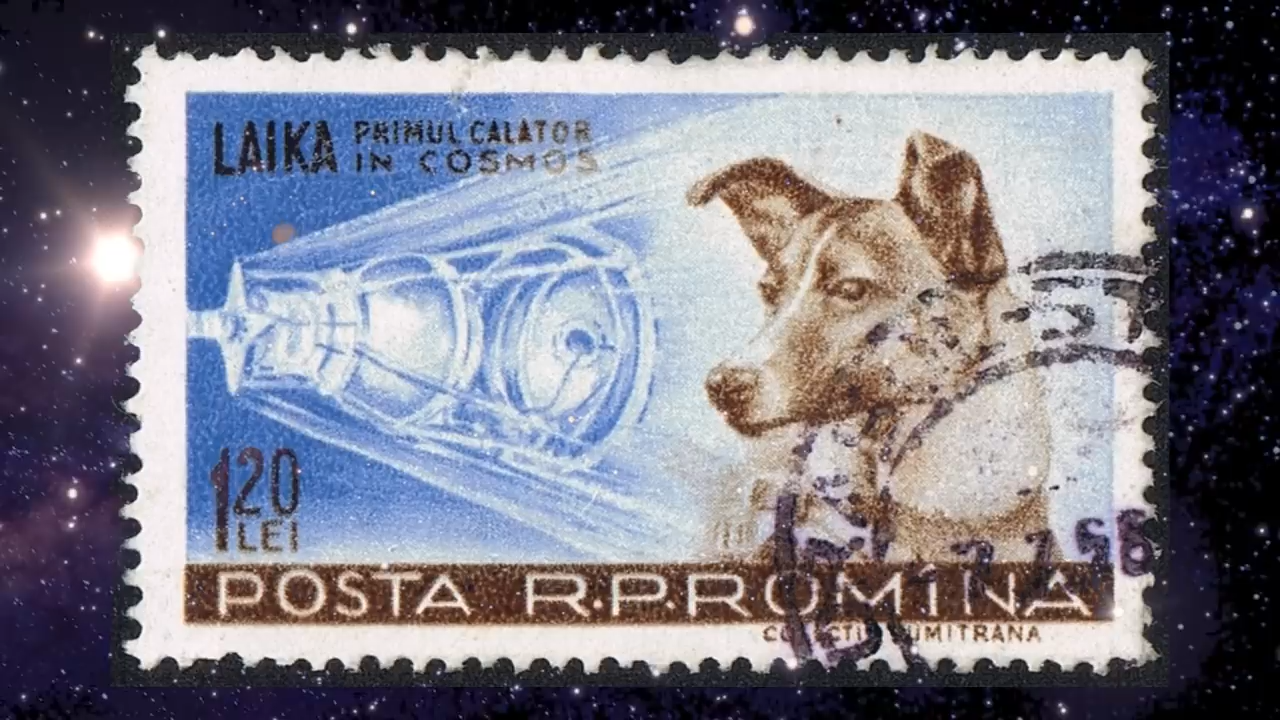 LAIKA PRIMUL CALATOR
IN COSMOS
1 20
LEI
POSTA R.P.ROMINA